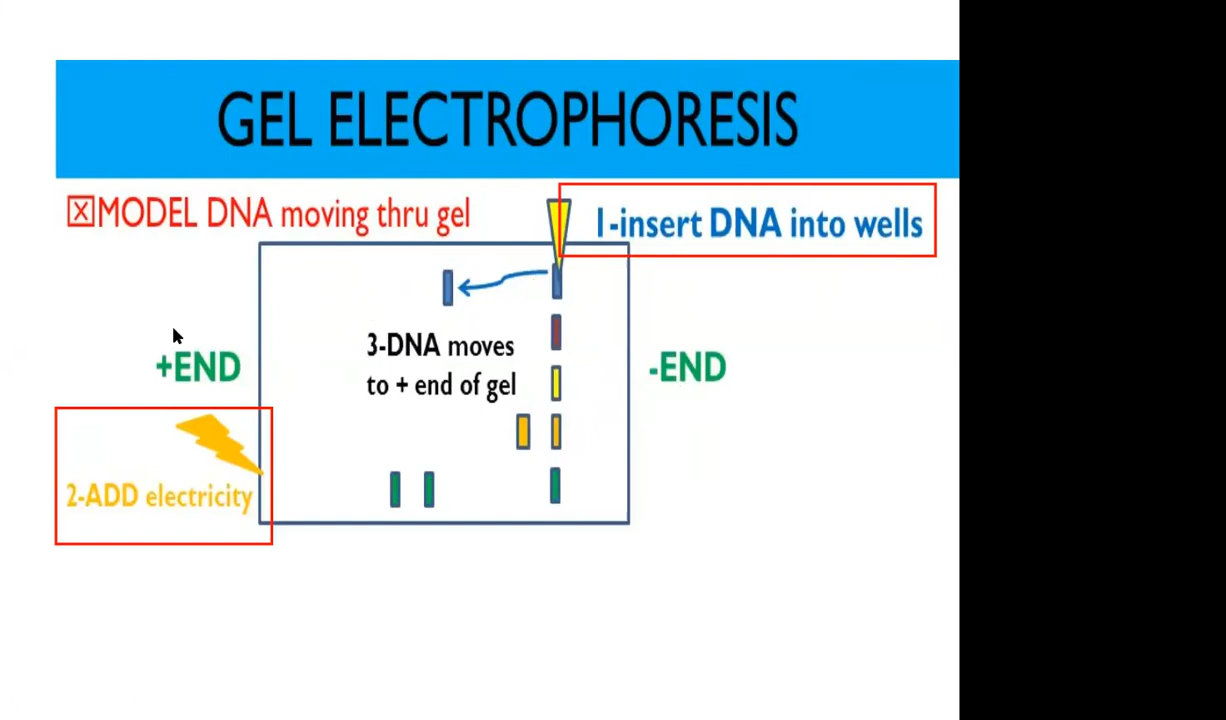 GEL ELECTROPHORESIS
☒MODEL DNA moving thru gel
1-insert DNA into wells
3-DNA moves
to + end of gel
+END
-END
2-ADD electricity